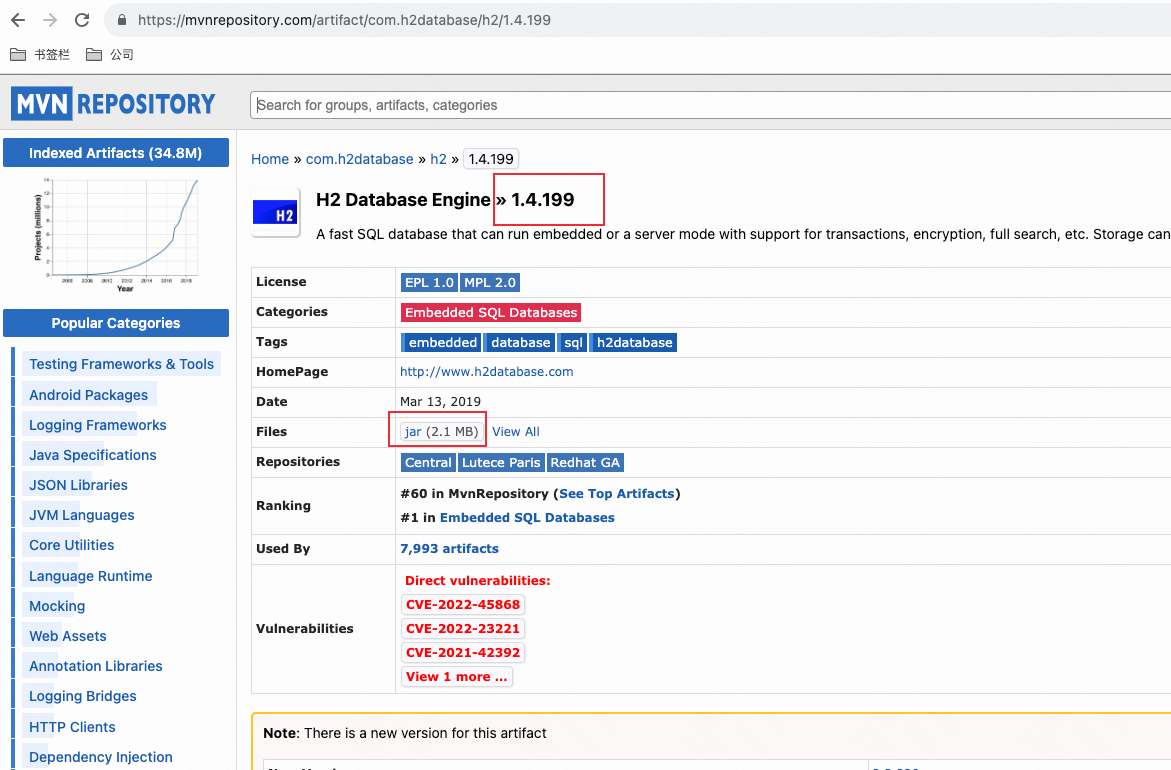 https://mvnrepository.com/artifact/com.h2database/h2/1.4.199
书签栏 公司
MVN REPOSITORY
Search for groups, artifacts, categories
Indexed Artifacts (34.8M)
Projects (millions)
Year
Popular Categories
Testing Frameworks & Tools
Android Packages
Logging Frameworks
Java Specifications
JSON Libraries
JVM Languages
Core Utilities
Language Runtime
Mocking
Web Assets
Annotation Libraries
Logging Bridges
HTTP Clients
Dependency Injection
Home » com.h2database » h2 » 1.4.199
H2
H2 Database Engine » 1.4.199
A fast SQL database that can run embedded or a server mode with support for transactions, encryption, full search, etc. Storage can
License EPL 1.0 MPL 2.0
Categories Embedded SQL Databases
Tags embedded database sql h2database
HomePage http://www.h2database.com
Date Mar 13, 2019
Files jar (2.1 MB) View All
Repositories Central Lutece Paris Redhat GA
Ranking #60 in MvnRepository (See Top Artifacts)
#1 in Embedded SQL Databases
Used By 7,993 artifacts
Vulnerabilities Direct vulnerabilities:
CVE-2022-45868
CVE-2022-23221
CVE-2021-42392
View 1 more ...
Note: There is a new version for this artifact